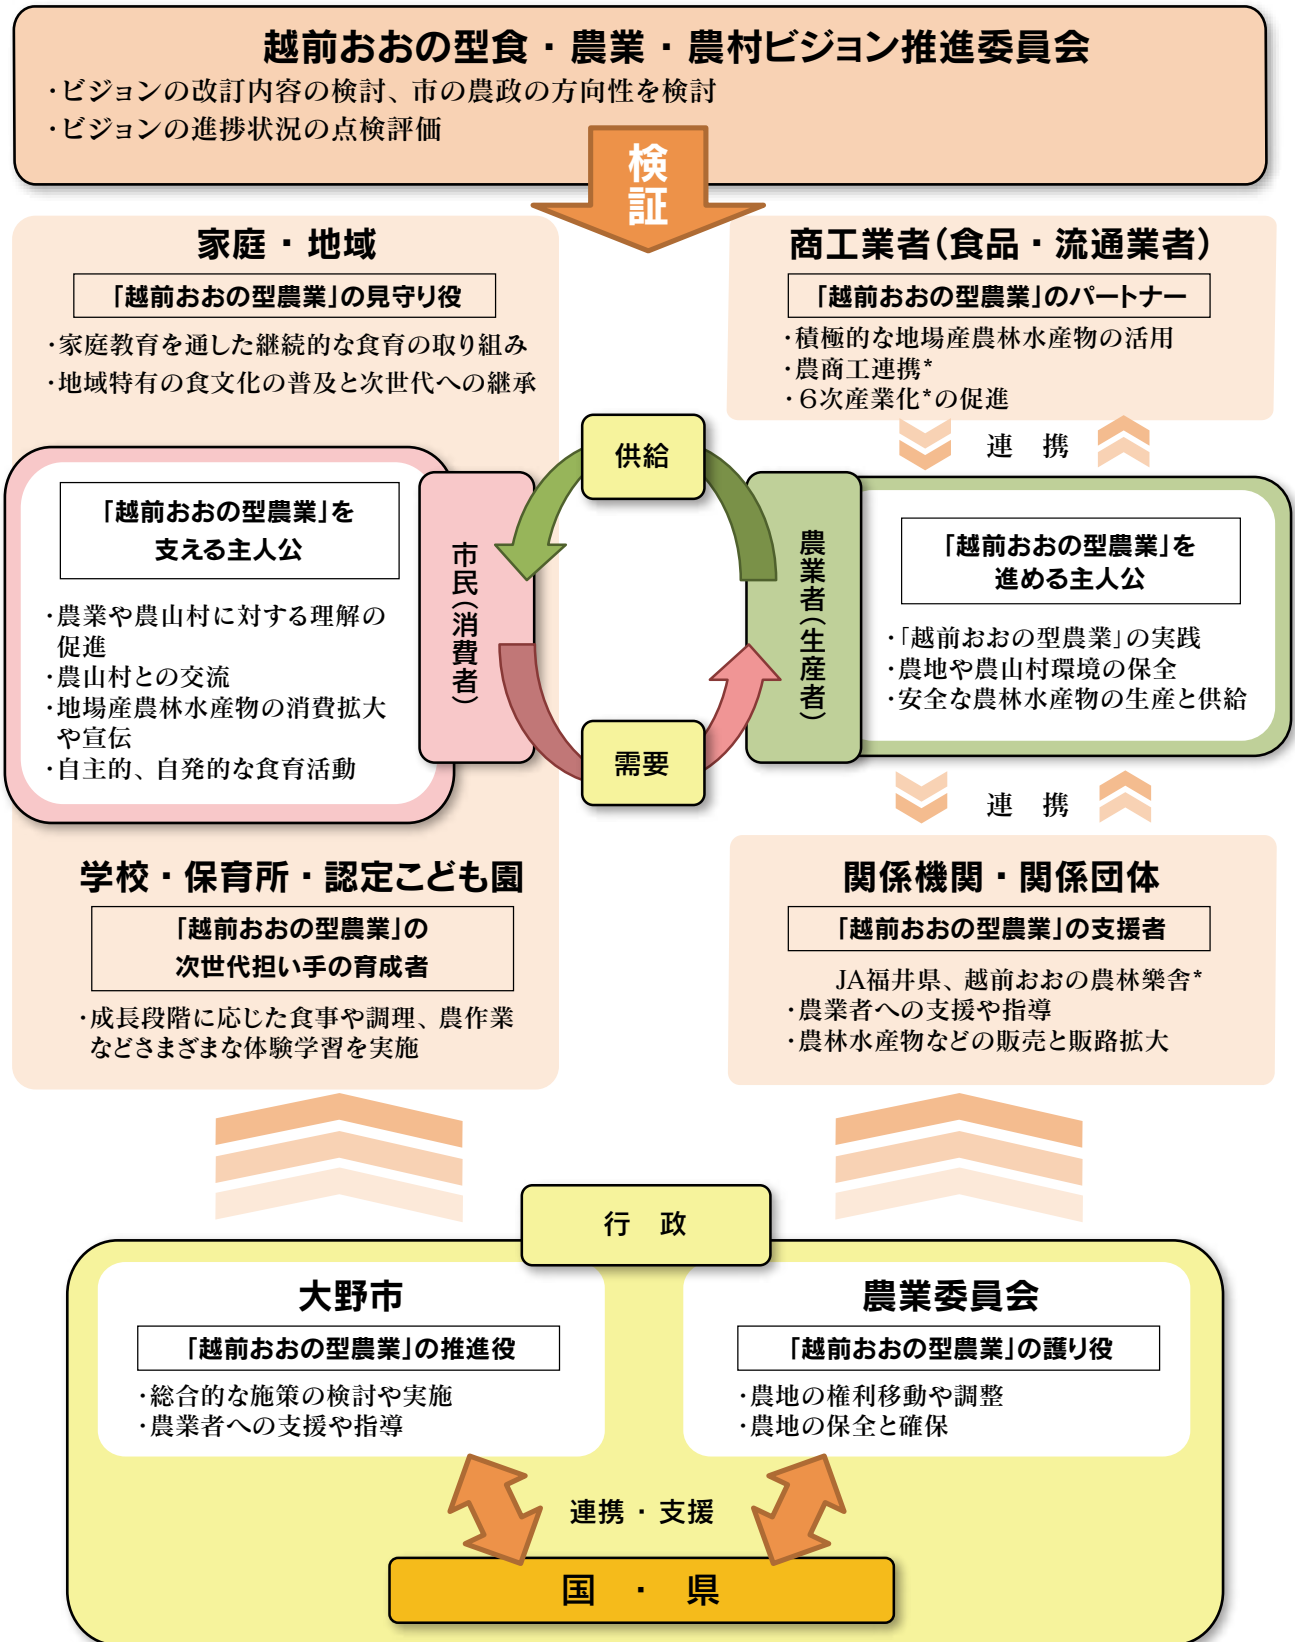 越前おおの型食・農業・農村ビジョン推進委員会
・ビジョンの改訂内容の検討、市の農政の方向性を検討
・ビジョンの進捗状況の点検評価
検証
家庭・地域
「越前おおの型農業」の見守り役
・家庭教育を通した継続的な食育の取り組み
・地域特有の食文化の普及と次世代への継承
商工業者（食品・流通業者）
「越前おおの型農業」のパートナー
・積極的な地場産農林水産物の活用
・農商工連携*
・6次産業化*の促進
連 携
供給
「越前おおの型農業」を
支える主人公
・農業や農山村に対する理解の
促進
・農山村との交流
・地場産農林水産物の消費拡大
や宣伝
・自主的、自発的な食育活動
市民（消費者）
農業者（生産者）
「越前おおの型農業」を
進める主人公
・「越前おおの型農業」の実践
・農地や農山村環境の保全
・安全な農林水産物の生産と供給
需要
連 携
学校・保育所・認定こども園
「越前おおの型農業」の
次世代担い手の育成者
・成長段階に応じた食事や調理、農作業
などさまざまな体験学習を実施
関係機関・関係団体
「越前おおの型農業」の支援者
JA福井県、越前おおの農林樂舎*
・農業者への支援や指導
・農林水産物などの販売と販路拡大
行 政
大野市
「越前おおの型農業」の推進役
・総合的な施策の検討や実施
・農業者への支援や指導
農業委員会
「越前おおの型農業」の護り役
・農地の権利移動や調整
・農地の保全と確保
連携・支援
国 ・ 県